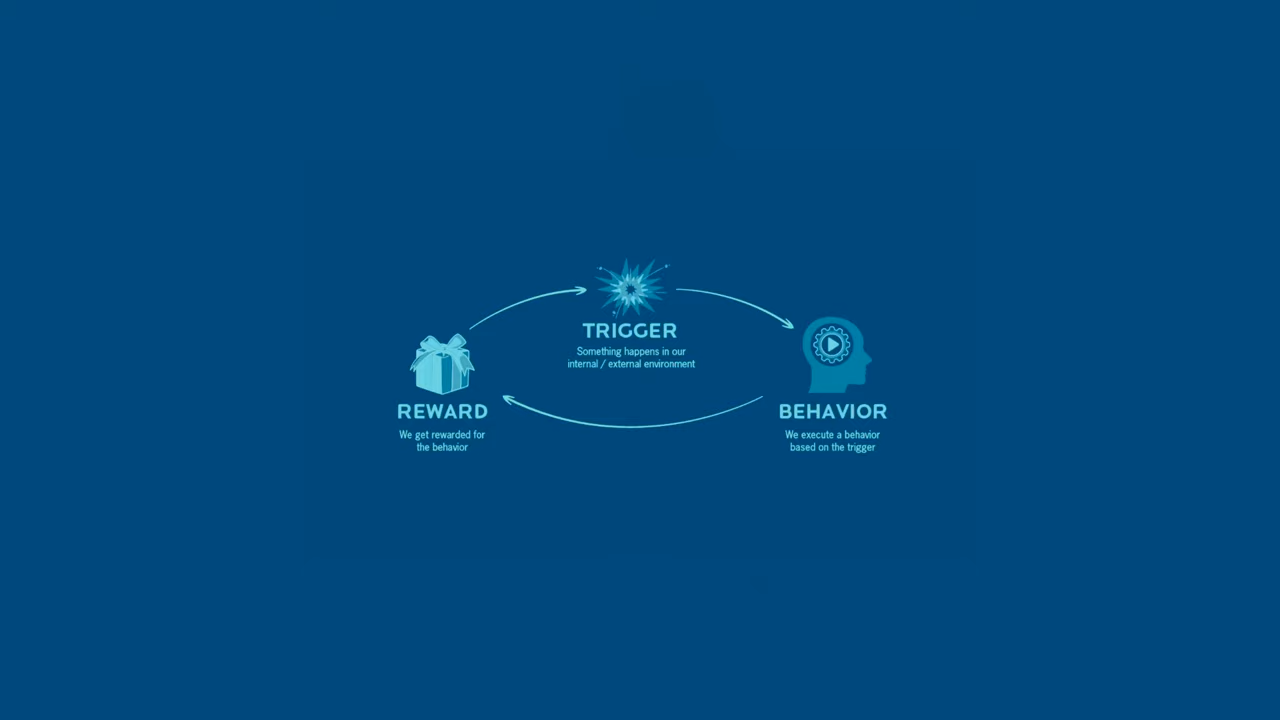 TRIGGER
Something happens in our
internal / external environment
REWARD
We get rewarded for
the behavior
BEHAVIOR
We execute a behavior
based on the trigger